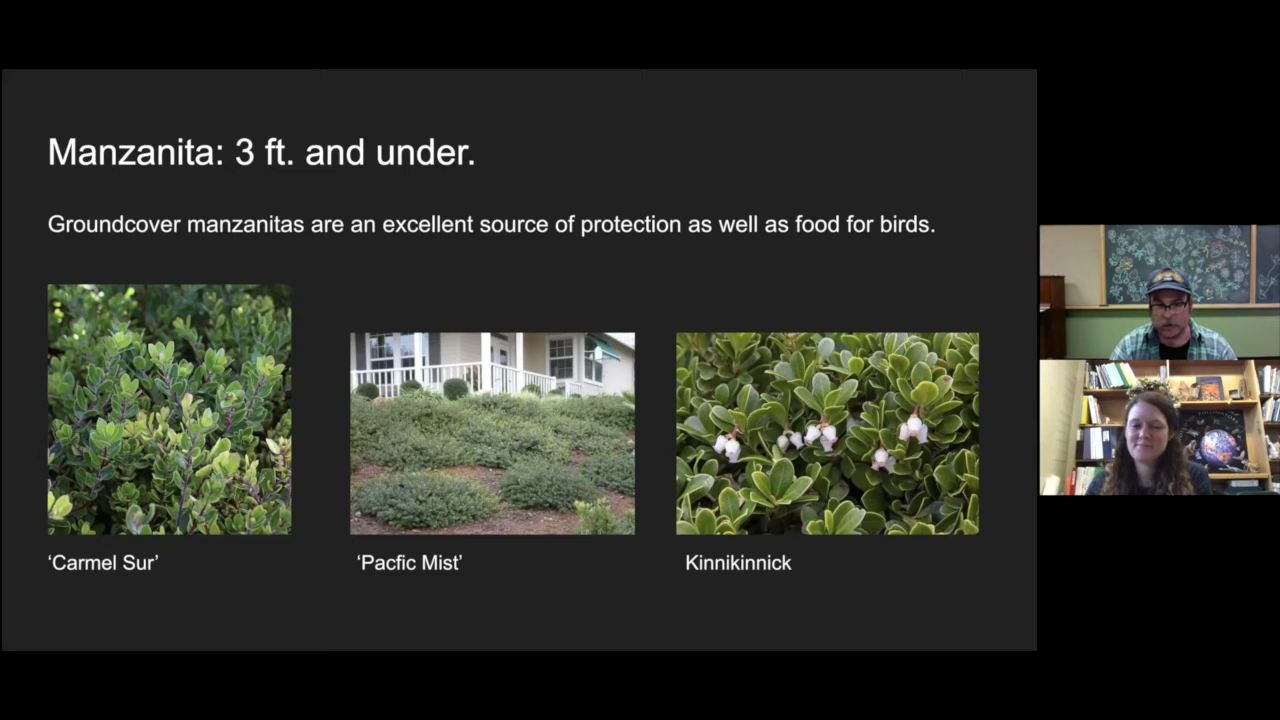 Manzanita: 3 ft. and under.
Groundcover manzanitas are an excellent source of protection as well as food for birds.
‘Carmel Sur’
‘Pacfic Mist’
Kinnikinnick